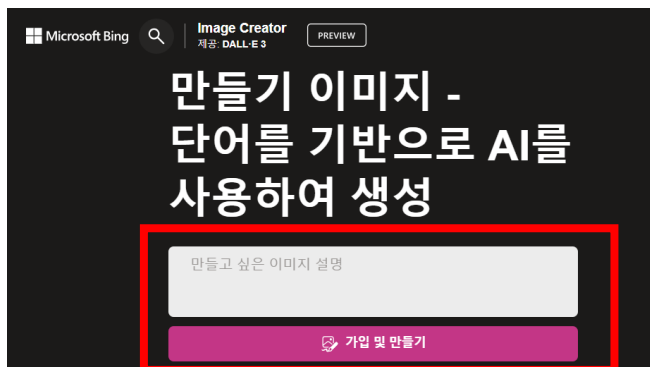 Microsoft Bing
Image Creator
제공: DALL·E 3
PREVIEW
만들기 이미지 -
단어를 기반으로 AI를
사용하여 생성
만들고 싶은 이미지 설명
가입 및 만들기